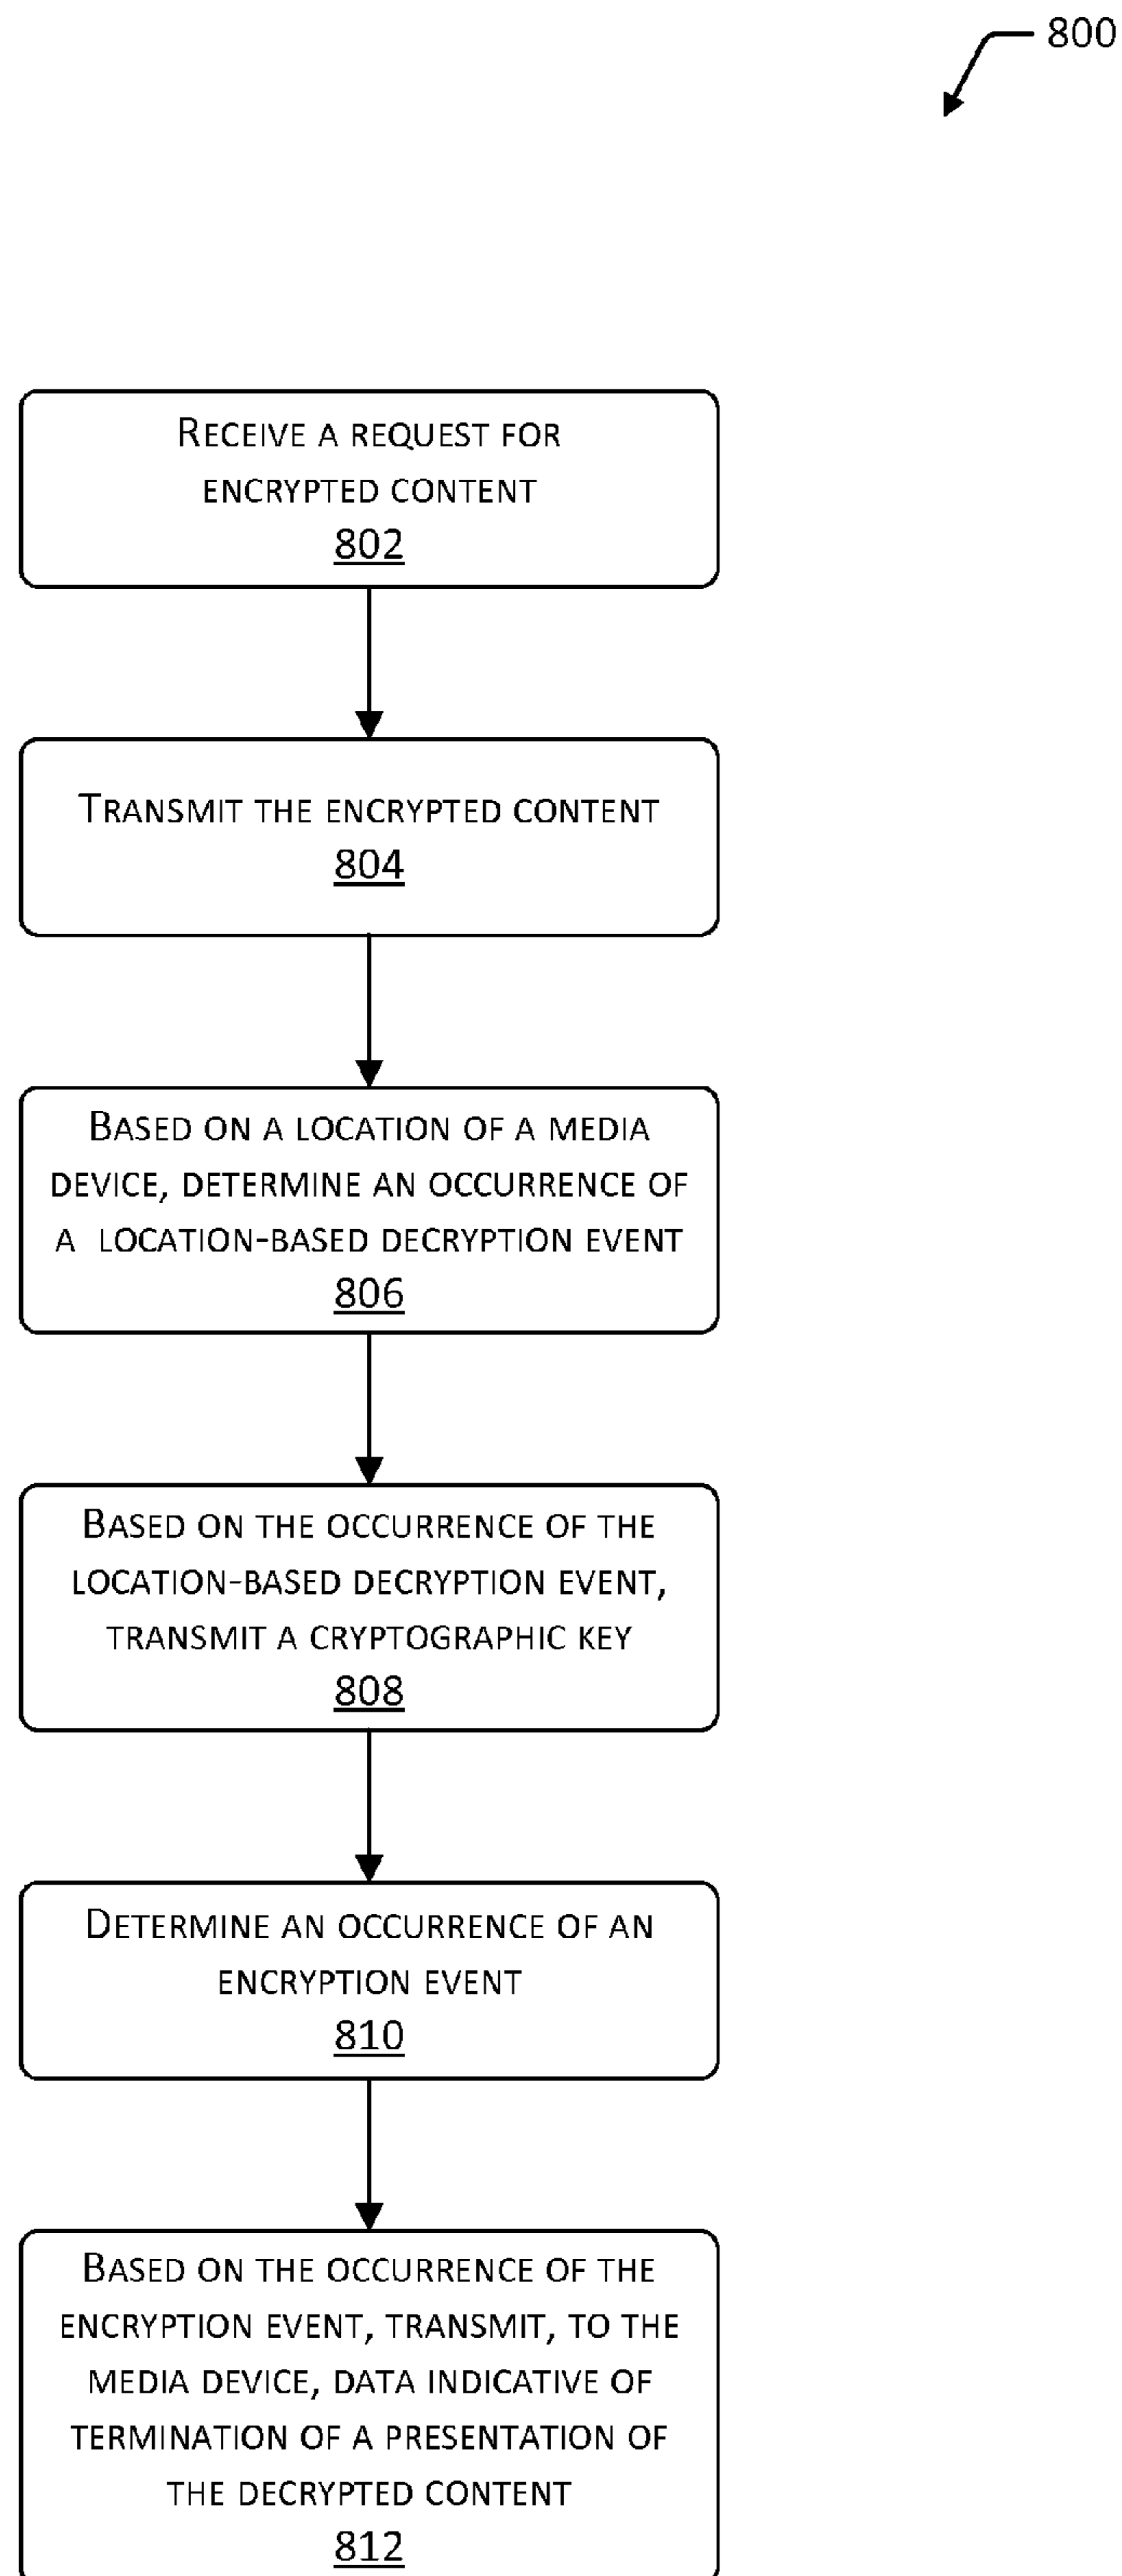 800
RECEIVE A REQUEST FOR
ENCRYPTED CONTENT
802
TRANSMIT THE ENCRYPTED CONTENT
804
BASED ON A LOCATION OF A MEDIA
DEVICE, DETERMINE AN OCCURRENCE OF
A LOCATION-BASED DECRYPTION EVENT
806
BASED ON THE OCCURRENCE OF THE
LOCATION-BASED DECRYPTION EVENT,
TRANSMIT A CRYPTOGRAPHIC KEY
808
DETERMINE AN OCCURRENCE OF AN
ENCRYPTION EVENT
810
BASED ON THE OCCURRENCE OF THE
ENCRYPTION EVENT, TRANSMIT, TO THE
MEDIA DEVICE, DATA INDICATIVE OF
TERMINATION OF A PRESENTATION OF
THE DECRYPTED CONTENT
812